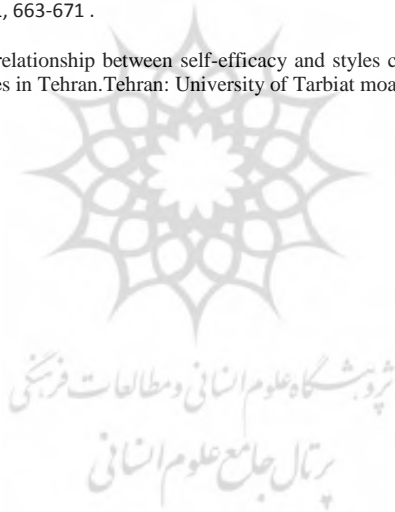 , 663-671 .
relationship between self-efficacy and styles c
es in Tehran.Tehran: University of Tarbiat moa
پژوهشگاه علوم انسانی و مطالعات فرهنگی
پرتال جامع علوم انسانی